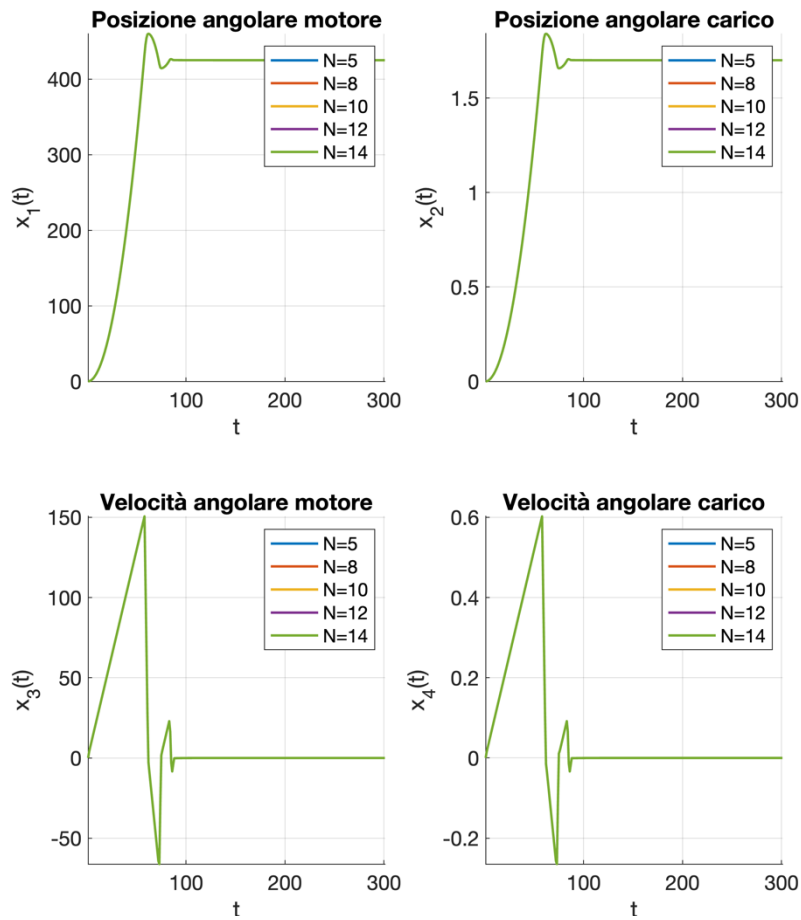 Posizione angolare motore
x₁(t)
400
300
200
100
0
100
200
300
t
N=5
N=8
N=10
N=12
N=14
Posizione angolare carico
x₂(t)
1.5
1
0.5
0
100
200
300
t
N=5
N=8
N=10
N=12
N=14
Velocità angolare motore
x₃(t)
150
100
50
0
-50
100
200
300
t
N=5
N=8
N=10
N=12
N=14
Velocità angolare carico
x₄(t)
0.6
0.4
0.2
0
-0.2
100
200
300
t
N=5
N=8
N=10
N=12
N=14